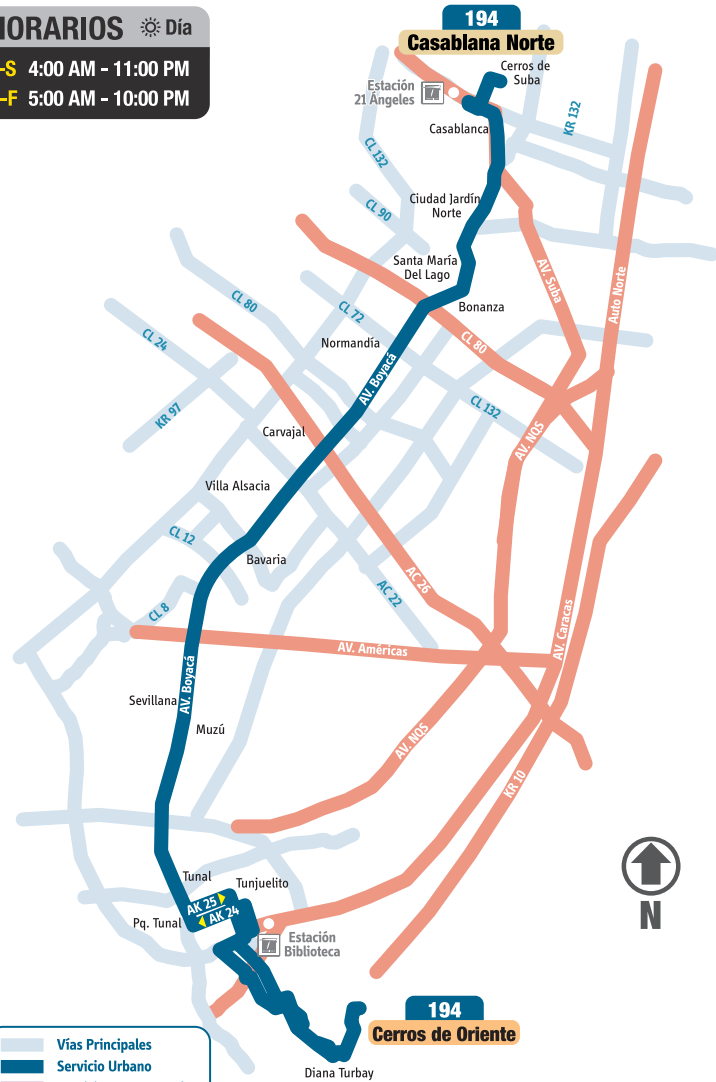 HORARIOS Día
-S 4:00 AM - 11:00 PM
-F 5:00 AM - 10:00 PM
194
Casablana Norte
Cerros de
Suba
Estación
21 Ángeles
Casablanca
KR 132
CL 132
Ciudad Jardín
Norte
CL 90
Santa María
Del Lago
AV. Suba
Auto Norte
CL 80
CL 72
Bonanza
CL 24
Normandía
CL 80
AV. Boyacá
KR 97
CL 132
Carvajal
AV. NQS
Villa Alsacia
CL 12
Bavaria
AC 26
AC 22
CL 8
AV. Américas
AV. Caracas
AV. Boyacá
Sevillana
Muzú
AV. NQS
KR 10
Tunal
Tunjuelito
AK 25
AK 24
Pq. Tunal
Estación
Biblioteca
N
194
Cerros de Oriente
Vías Principales
Servicio Urbano
Diana Turbay